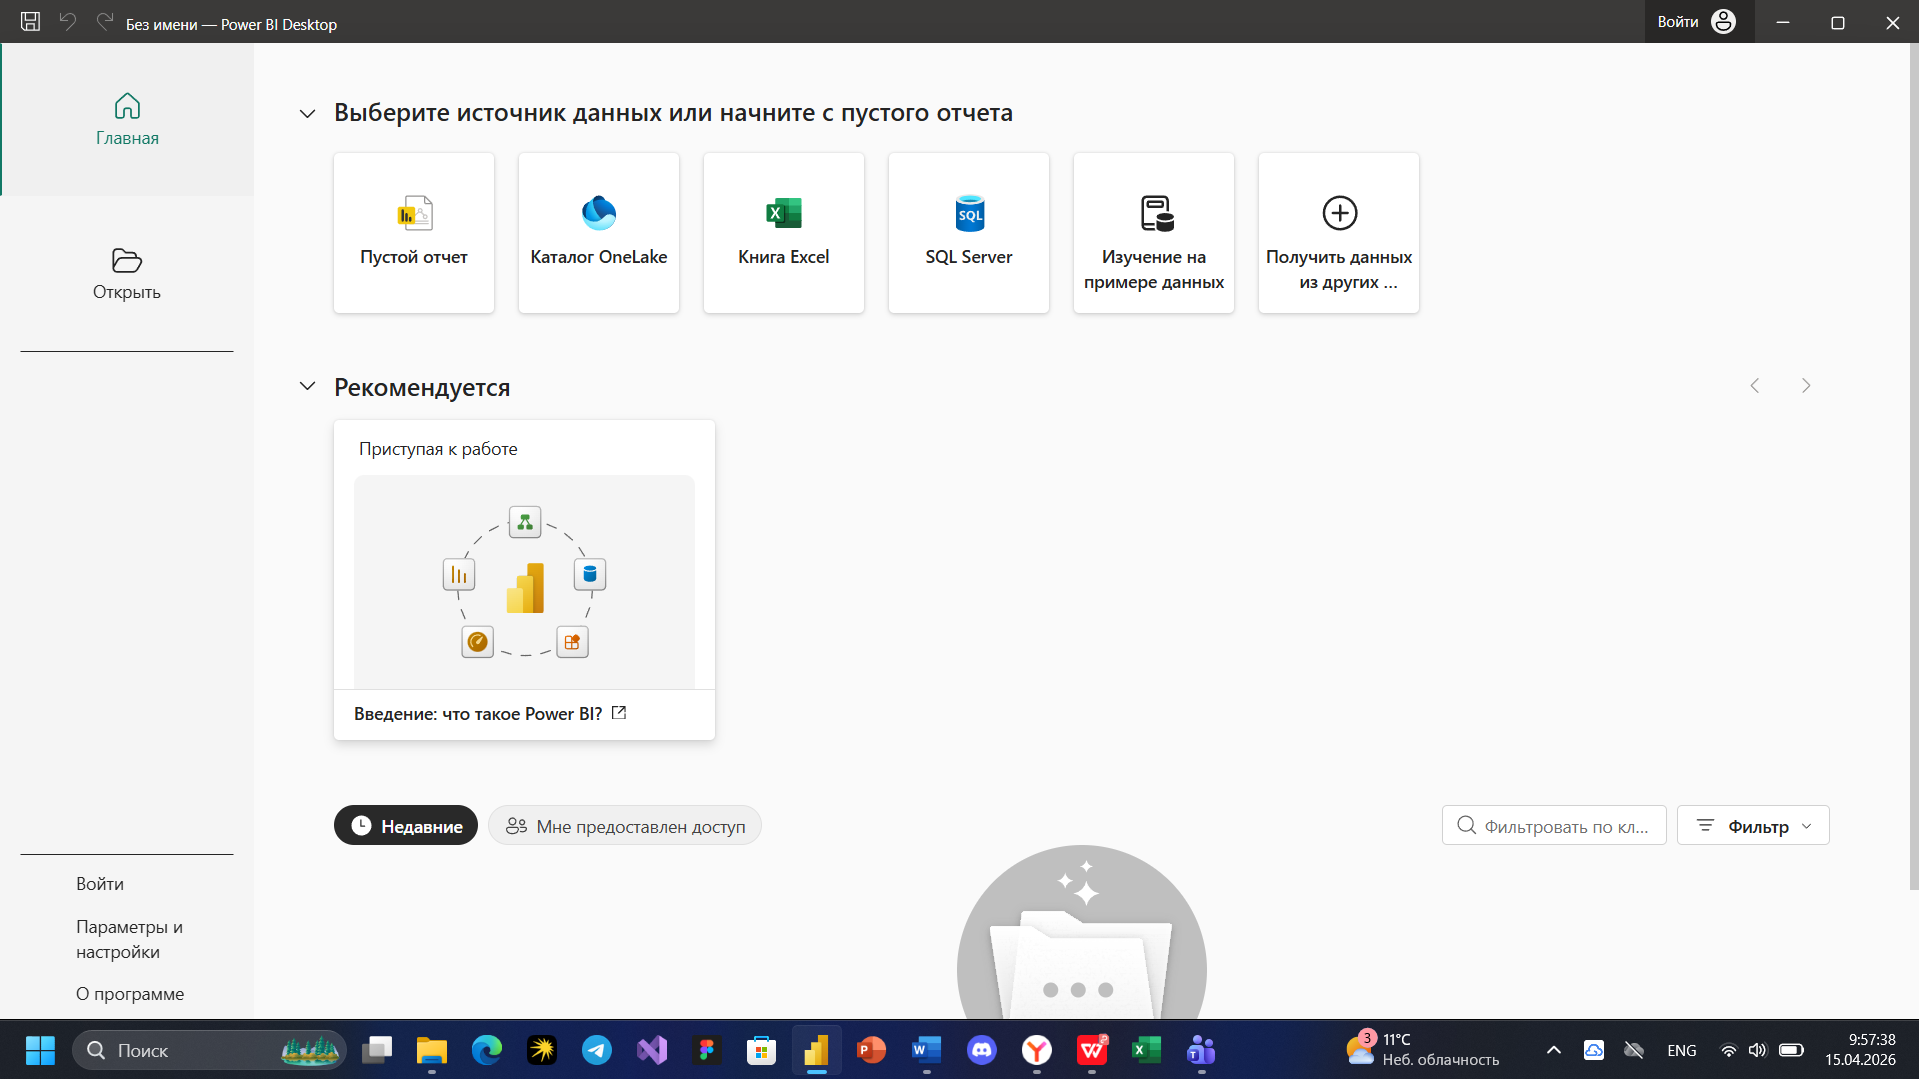 Без имени — Power BI Desktop
Войти
Главная
Открыть
Выберите источник данных или начните с пустого отчета
Пустой отчет
Каталог OneLake
Книга Excel
SQL
SQL Server
Изучение на
примере данных
Получить данных
из других ...
Рекомендуется
Приступая к работе
Введение: что такое Power BI?
Недавние
Мне предоставлен доступ
Фильтровать по кл...
Фильтр
Войти
Параметры и
настройки
О программе
Поиск
3
11°C
Неб. облачность
ENG
9:57:38
15.04.2026